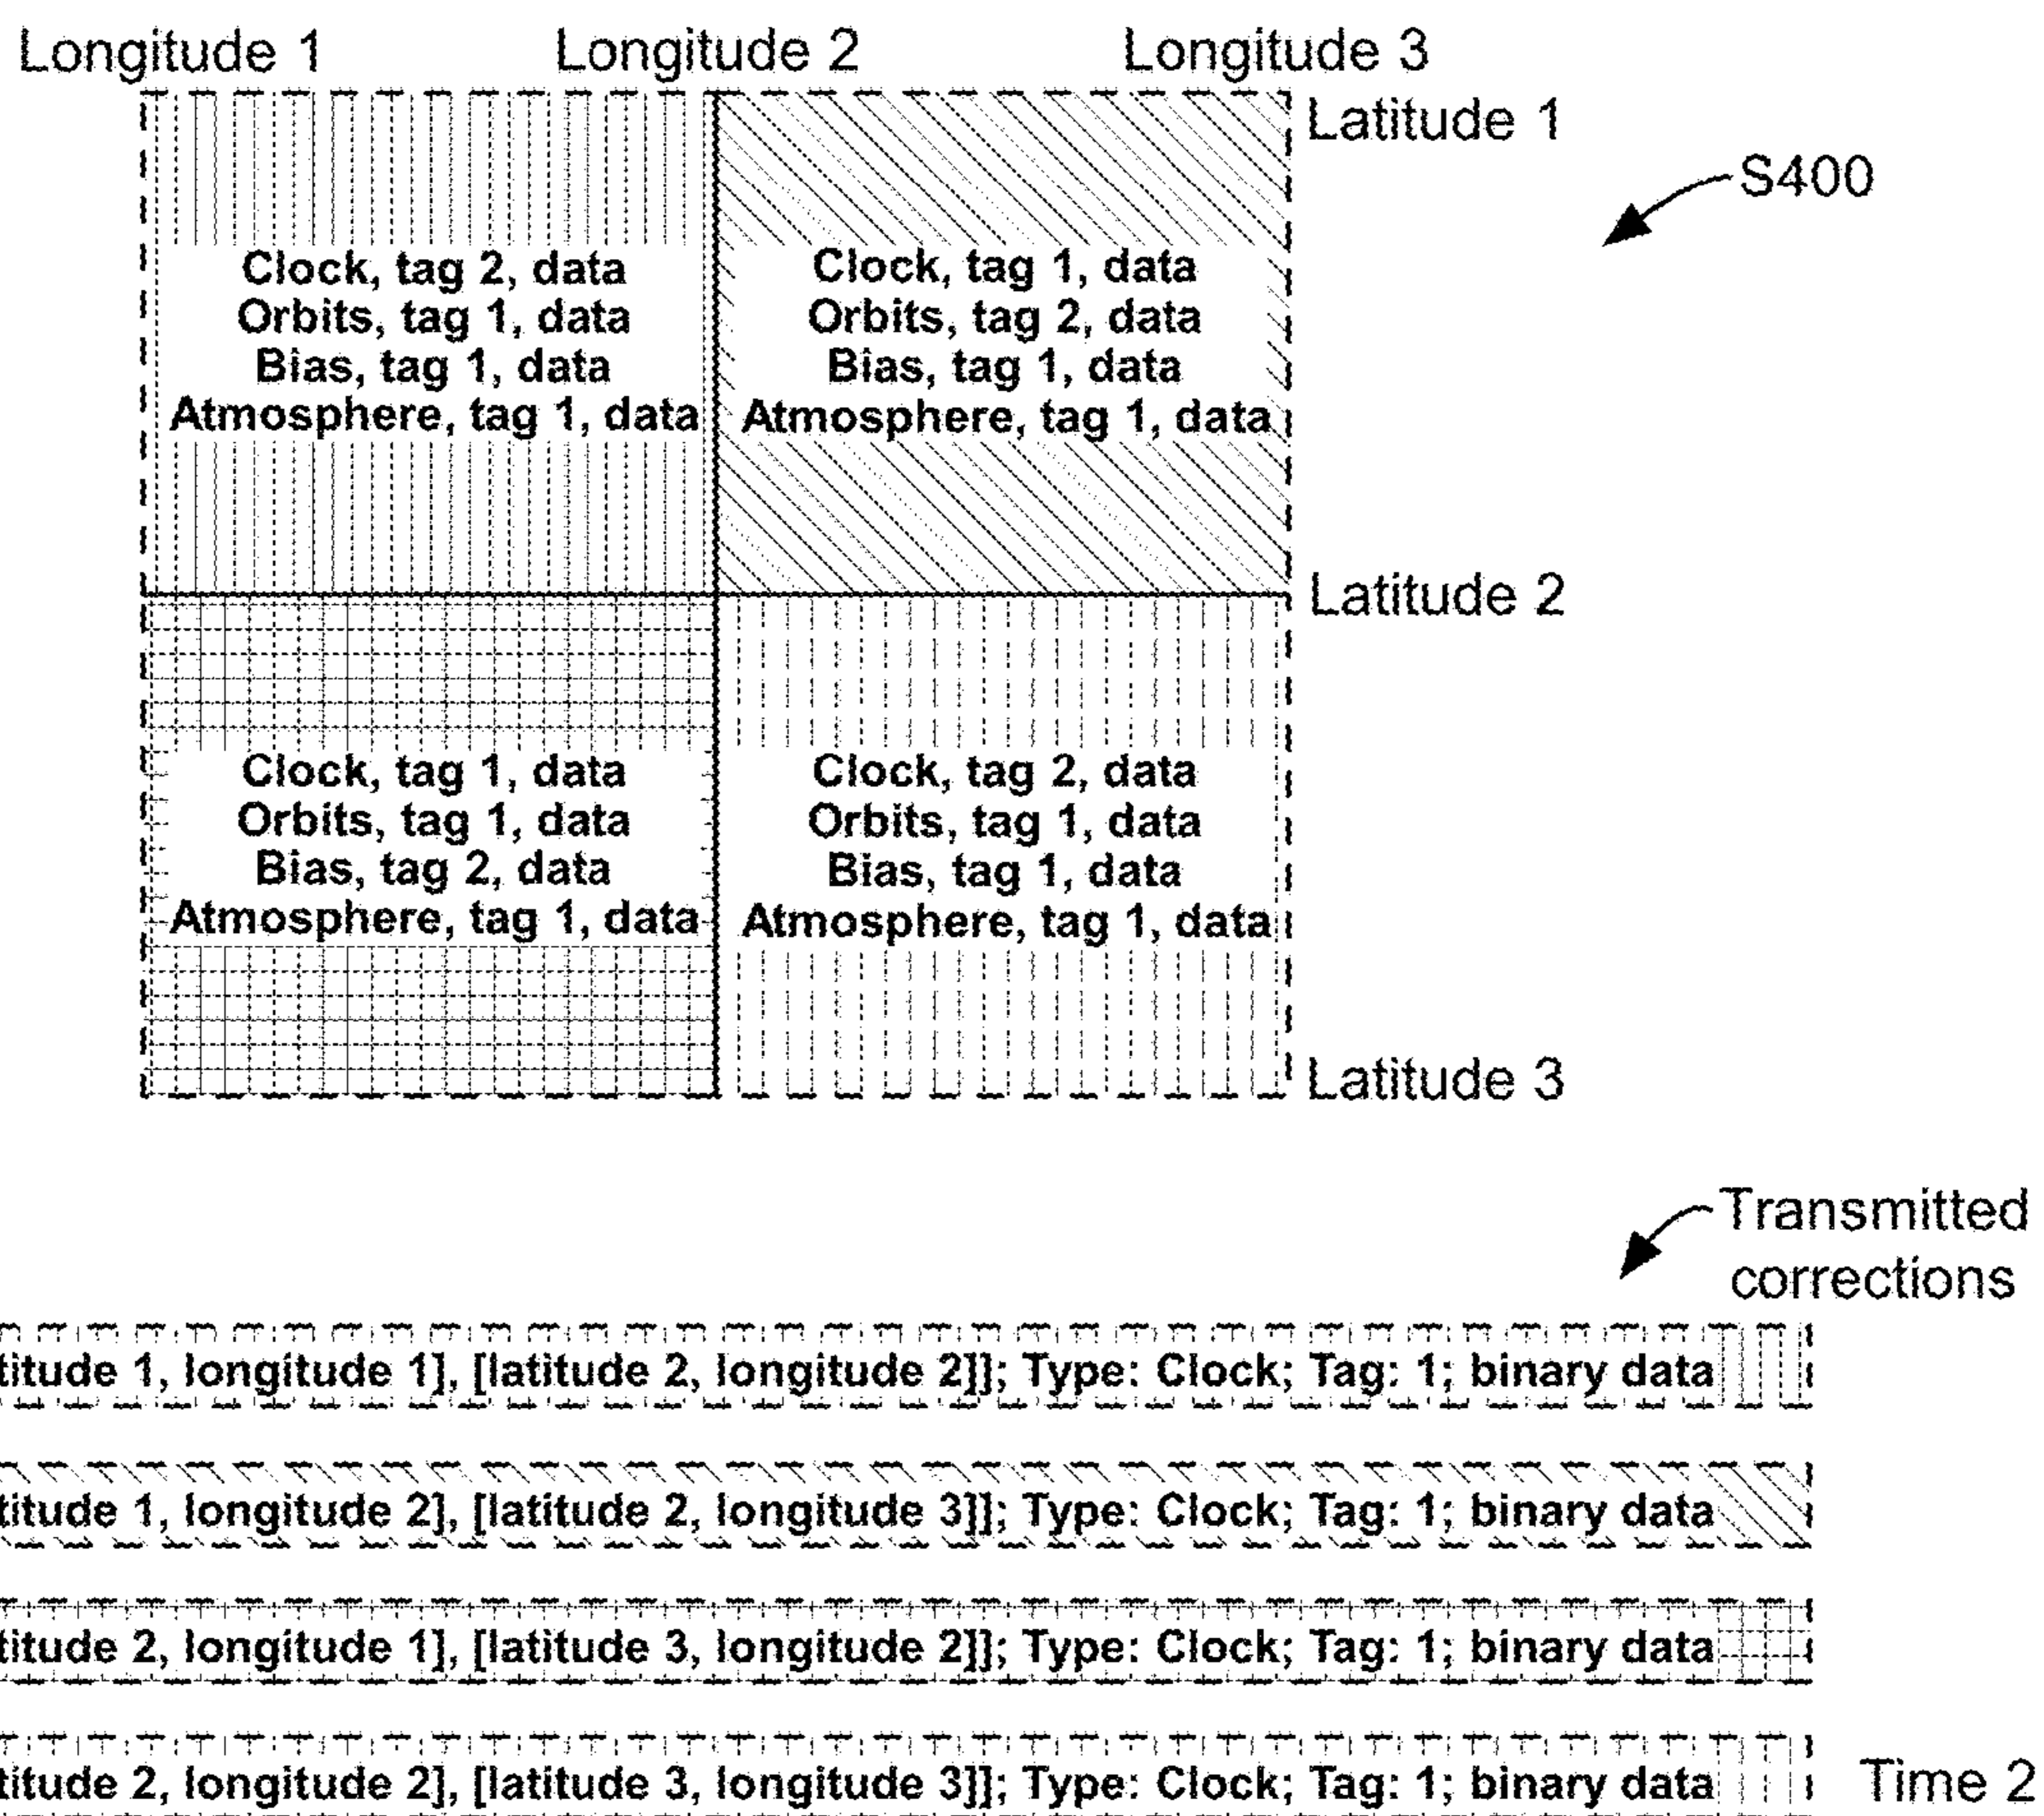 Longitude 1 Longitude 2 Longitude 3
Latitude 1
S400
Clock, tag 2, data
Orbits, tag 1, data
Bias, tag 1, data
Atmosphere, tag 1, data
Clock, tag 1, data
Orbits, tag 2, data
Bias, tag 1, data
Atmosphere, tag 1, data
Latitude 2
Clock, tag 1, data
Orbits, tag 1, data
Bias, tag 2, data
Atmosphere, tag 1, data
Clock, tag 2, data
Orbits, tag 1, data
Bias, tag 1, data
Atmosphere, tag 1, data
Latitude 3
Transmitted
corrections
1, longitude 1], [latitude 2, longitude 2]]; Type: Clock; Tag: 1; binary data
1, longitude 2], [latitude 2, longitude 3]]; Type: Clock; Tag: 1; binary data
2, longitude 1], [latitude 3, longitude 2]]; Type: Clock; Tag: 1; binary data
2, longitude 2], [latitude 3, longitude 3]]; Type: Clock; Tag: 1; binary data
Time 2